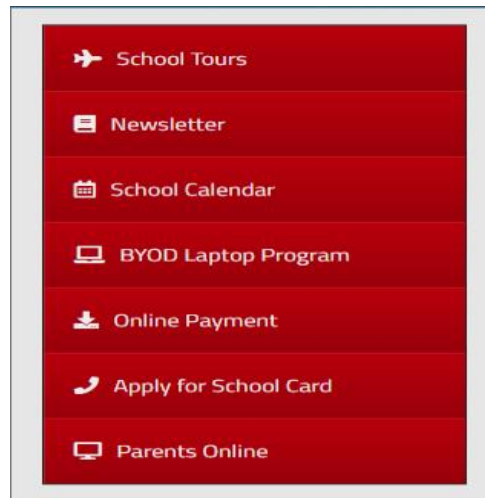 School Tours
Newsletter
School Calendar
BYOD Laptop Program
Online Payment
Apply for School Card
Parents Online